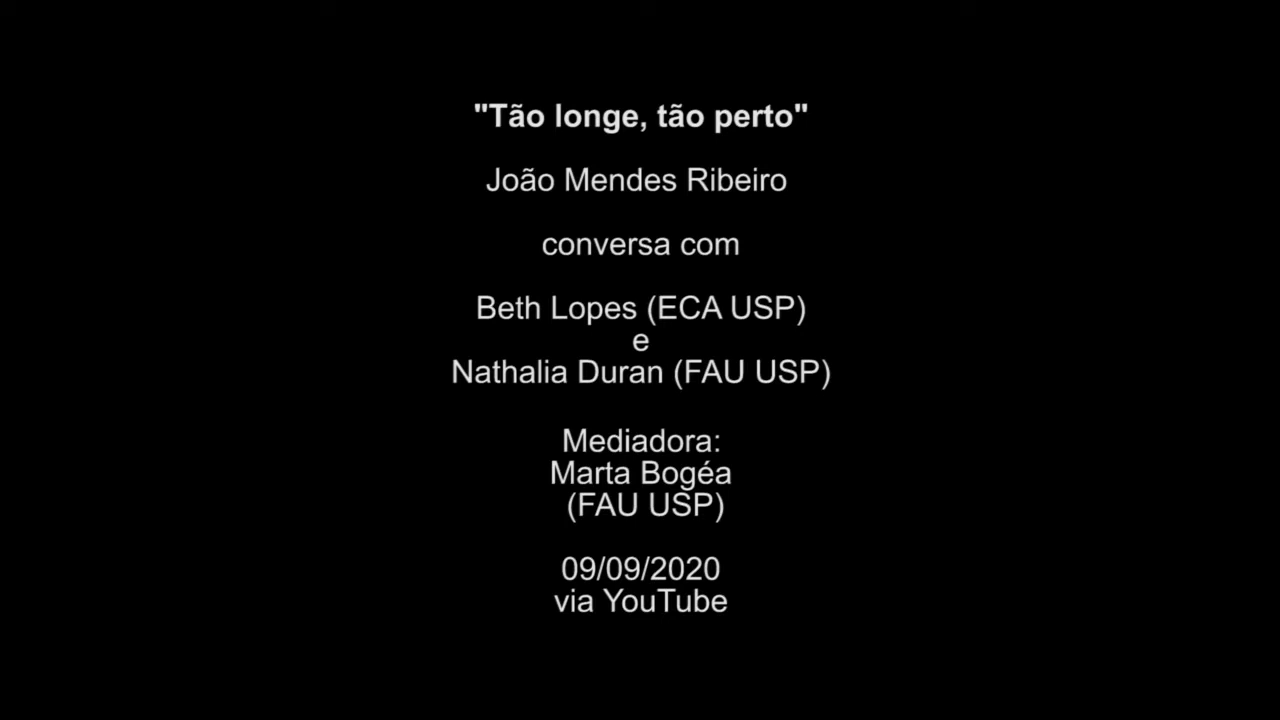 "Tão longe, tão perto"
João Mendes Ribeiro
conversa com
Beth Lopes (ECA USP)
e
Nathalia Duran (FAU USP)
Mediadora:
Marta Bogéa
(FAU USP)
09/09/2020
via YouTube